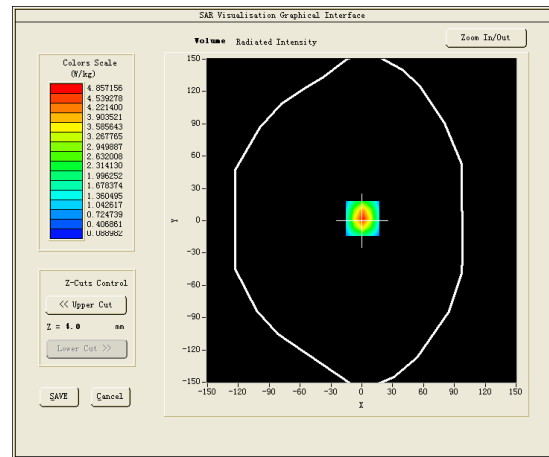 SAR Visualisation Graphical Interface
Volume Radiated Intensity
Zoom In/Out
Colors Scale
(W/kg)
4.857156
4.539278
4.221400
3.903521
3.585643
3.267765
2.949887
2.632008
2.314130
1.996252
1.678374
1.360495
1.042617
0.724739
0.406861
0.088982
Z-Cuts Control
<< Upper Cut
Z = 4.0 mm
Lower Cut >>
SAVE
Cancel
150
120
90
60
30
0
-30
-60
-90
-120
-150
Y
-150 -120 -90 -60 -30 0 30 60 90 120 150
X